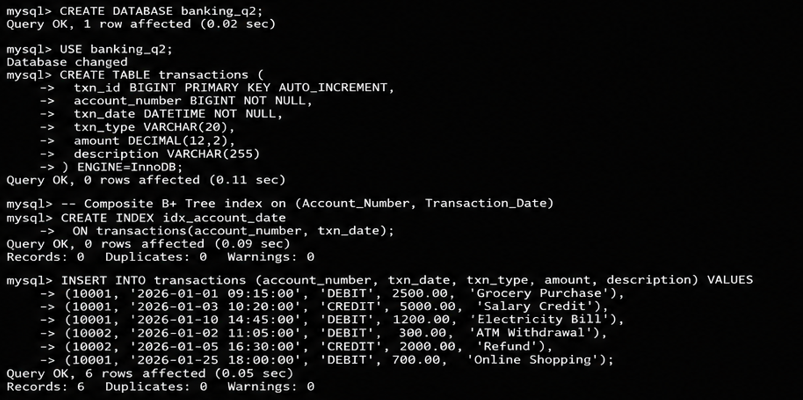 mysql> CREATE DATABASE banking_q2;
Query OK, 1 row affected (0.02 sec)
mysql> USE banking_q2;
Database changed
mysql> CREATE TABLE transactions (
    ->   txn_id BIGINT PRIMARY KEY AUTO_INCREMENT,
    ->   account_number BIGINT NOT NULL,
    ->   txn_date DATETIME NOT NULL,
    ->   txn_type VARCHAR(20),
    ->   amount DECIMAL(12,2),
    ->   description VARCHAR(255)
    -> ) ENGINE=InnoDB;
Query OK, 0 rows affected (0.11 sec)
mysql> -- Composite B+ Tree index on (Account_Number, Transaction_Date)
mysql> CREATE INDEX idx_account_date
    ->   ON transactions(account_number, txn_date);
Query OK, 0 rows affected (0.09 sec)
Records: 0  Duplicates: 0  Warnings: 0
mysql> INSERT INTO transactions (account_number, txn_date, txn_type, amount, description) VALUES
    -> (10001, '2026-01-01 09:15:00', 'DEBIT', 2500.00, 'Grocery Purchase'),
    -> (10001, '2026-01-03 10:20:00', 'CREDIT', 5000.00, 'Salary Credit'),
    -> (10001, '2026-01-10 14:45:00', 'DEBIT', 1200.00, 'Electricity Bill'),
    -> (10002, '2026-01-02 11:05:00', 'DEBIT', 300.00, 'ATM Withdrawal'),
    -> (10002, '2026-01-05 16:30:00', 'CREDIT', 2000.00, 'Refund'),
    -> (10001, '2026-01-25 18:00:00', 'DEBIT', 700.00, 'Online Shopping');
Query OK, 6 rows affected (0.05 sec)
Records: 6  Duplicates: 0  Warnings: 0